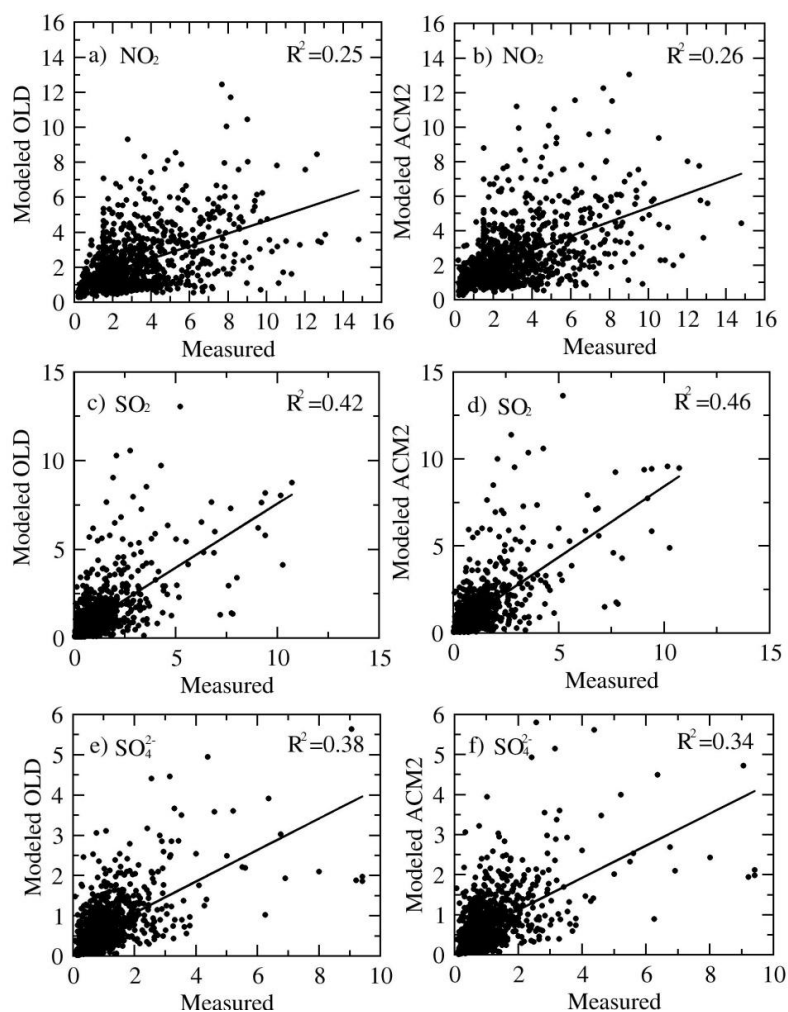 a) NO₂ R²=0.25
Modeled OLD
16
14
12
10
8
6
4
2
0
0 2 4 6 8 10 12 14 16
Measured
b) NO₂ R²=0.26
Modeled ACM2
16
14
12
10
8
6
4
2
0
0 2 4 6 8 10 12 14 16
Measured
c) SO₂ R²=0.42
Modeled OLD
15
10
5
0
0 5 10 15
Measured
d) SO₂ R²=0.46
Modeled ACM2
15
10
5
0
0 5 10 15
Measured
e) SO₄²⁻ R²=0.38
Modeled OLD
6
5
4
3
2
1
0
0 2 4 6 8 10
Measured
f) SO₄²⁻ R²=0.34
Modeled ACM2
6
5
4
3
2
1
0
0 2 4 6 8 10
Measured